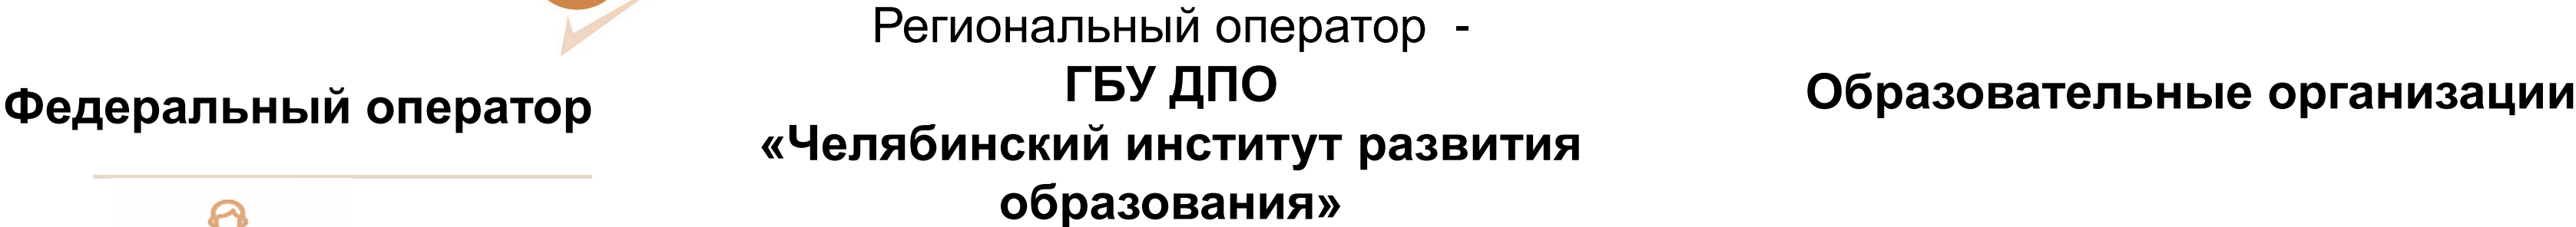 Федеральный оператор
Региональный оператор -
ГБУ ДПО
«Челябинский институт развития
образования»
Образовательные организации